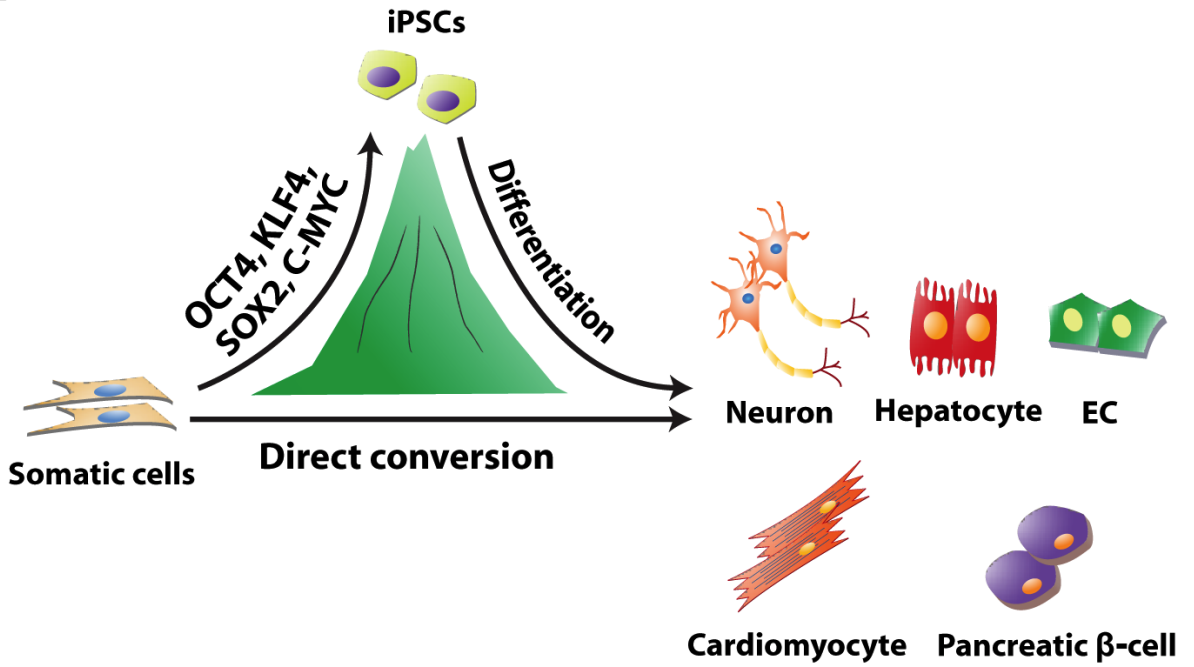 iPSCs
OCT4, KLF4,
SOX2, C-MYC
Differentiation
Somatic cells
Direct conversion
Neuron
Hepatocyte
EC
Cardiomyocyte
Pancreatic β-cell